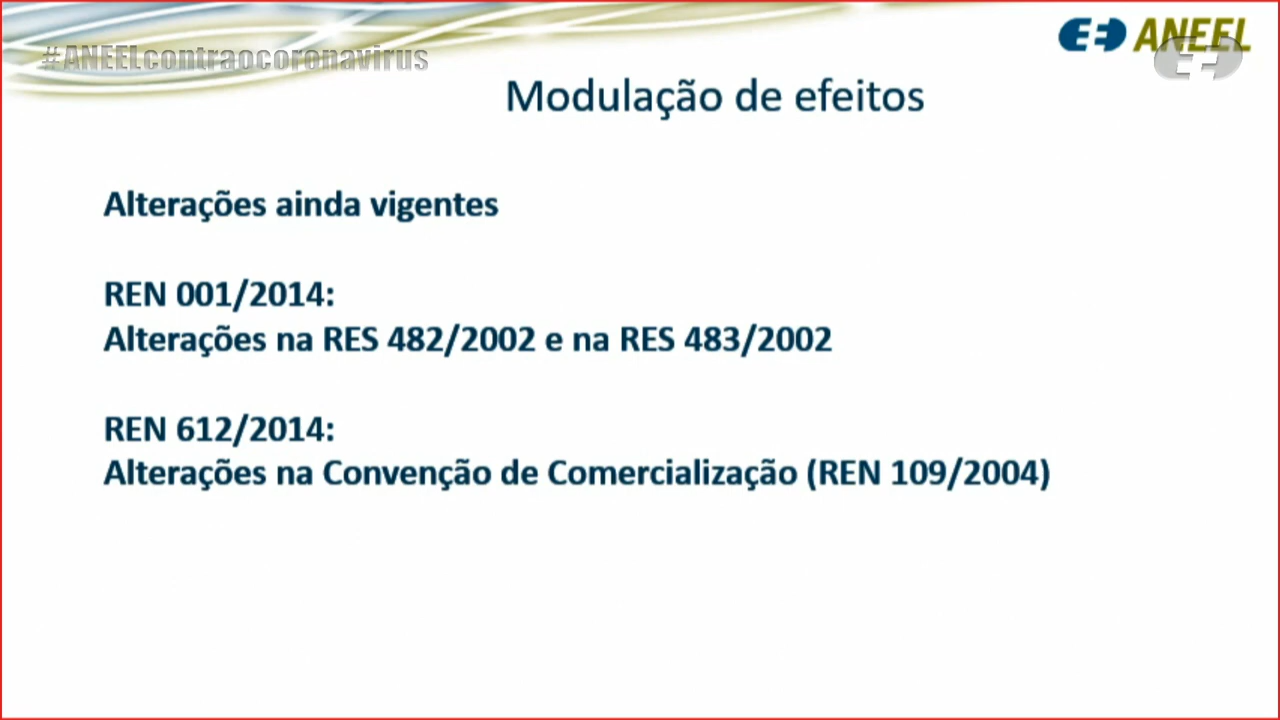 #ANEELcontraocoronavirus
ANEEL
Modulação de efeitos
Alterações ainda vigentes
REN 001/2014:
Alterações na RES 482/2002 e na RES 483/2002
REN 612/2014:
Alterações na Convenção de Comercialização (REN 109/2004)